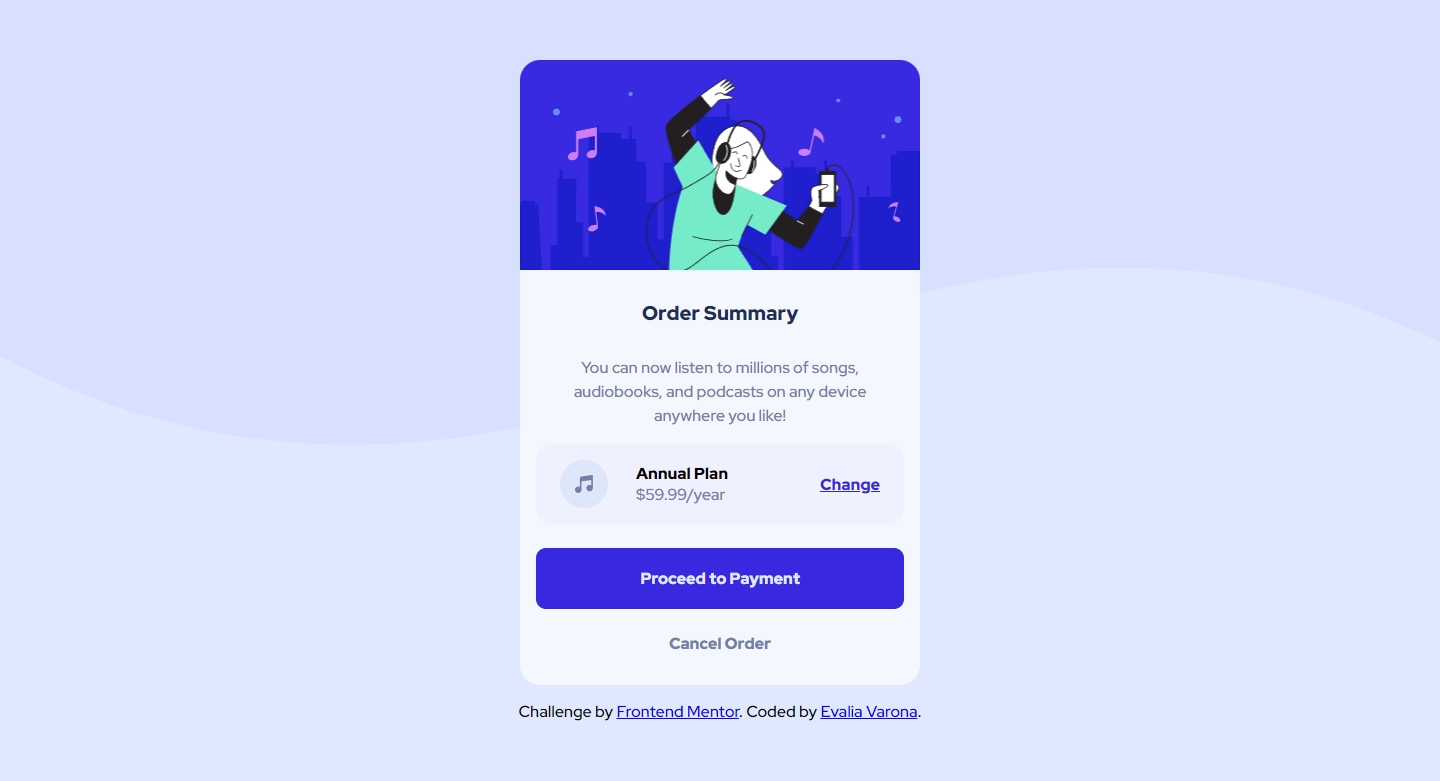 Order Summary
You can now listen to millions of songs,
audiobooks, and podcasts on any device
anywhere you like!
Annual Plan
$59.99/year
Change
Proceed to Payment
Cancel Order
Challenge by Frontend Mentor. Coded by Evalia Varona.